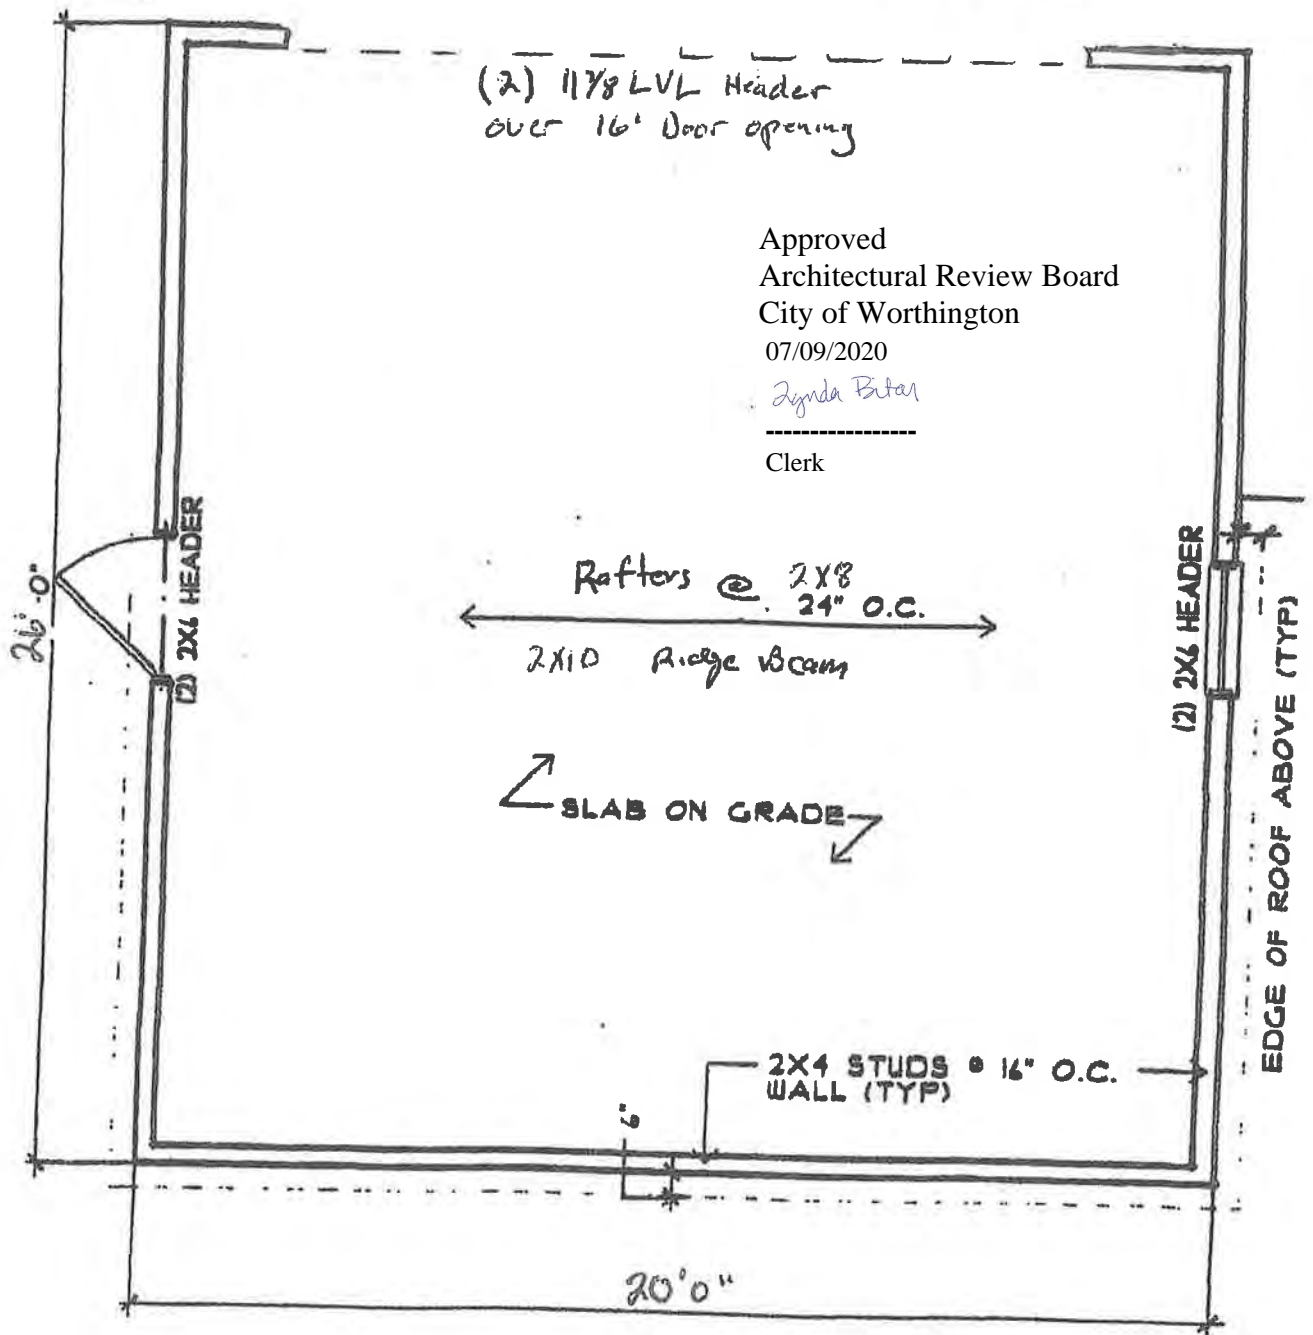 (2) 11 7/8 LVL Header
over 16' Door opening
Approved
Architectural Review Board
City of Worthington
07/09/2020
Lynda Bitar
-----------------
Clerk
(2) 2X6 HEADER
26'-0"
Rafters @ 2X8
24" O.C.
2X10 Ridge Beam
(2) 2X6 HEADER
EDGE OF ROOF ABOVE (TYP)
SLAB ON GRADE
2X4 STUDS @ 16" O.C.
WALL (TYP)
20'0"